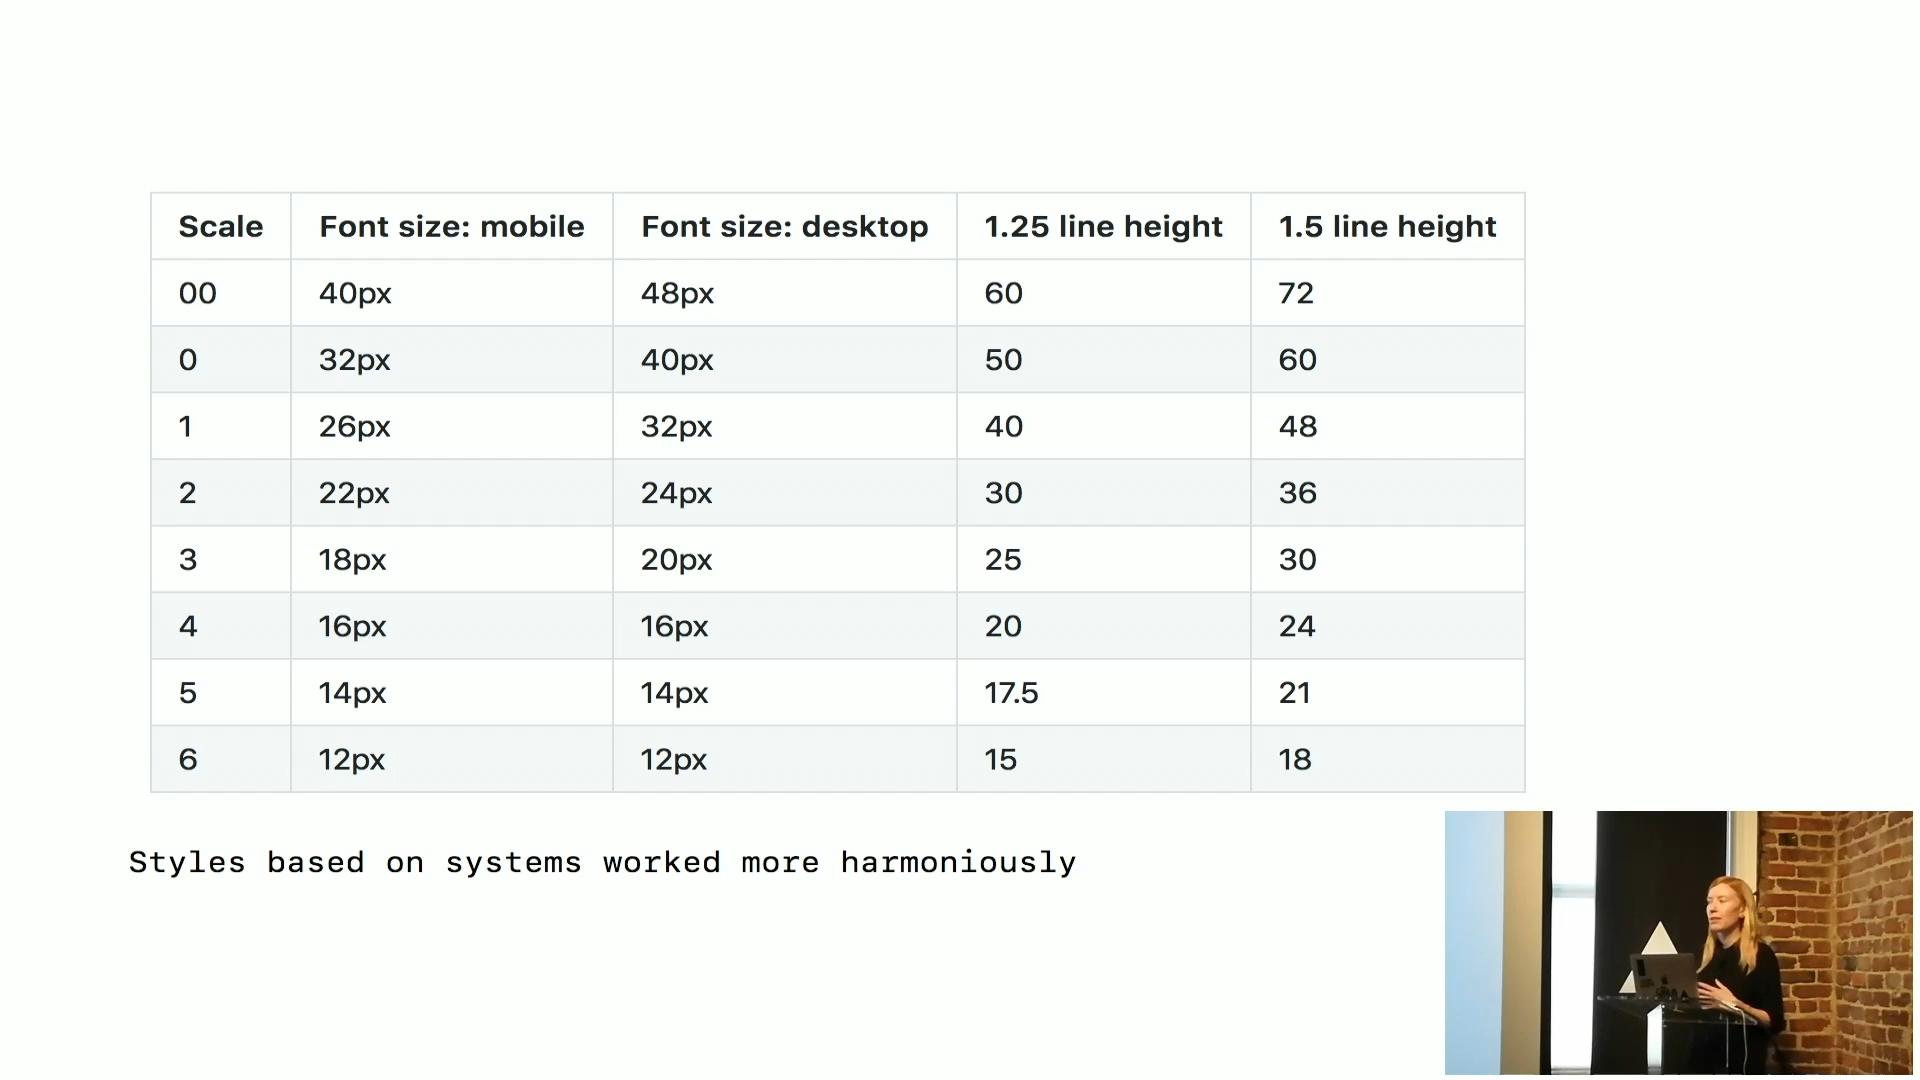 Scale Font size: mobile Font size: desktop 1.25 line height 1.5 line height
00 40px 48px 60 72
0 32px 40px 50 60
1 26px 32px 40 48
2 22px 24px 30 36
3 18px 20px 25 30
4 16px 16px 20 24
5 14px 14px 17.5 21
6 12px 12px 15 18
Styles based on systems worked more harmoniously